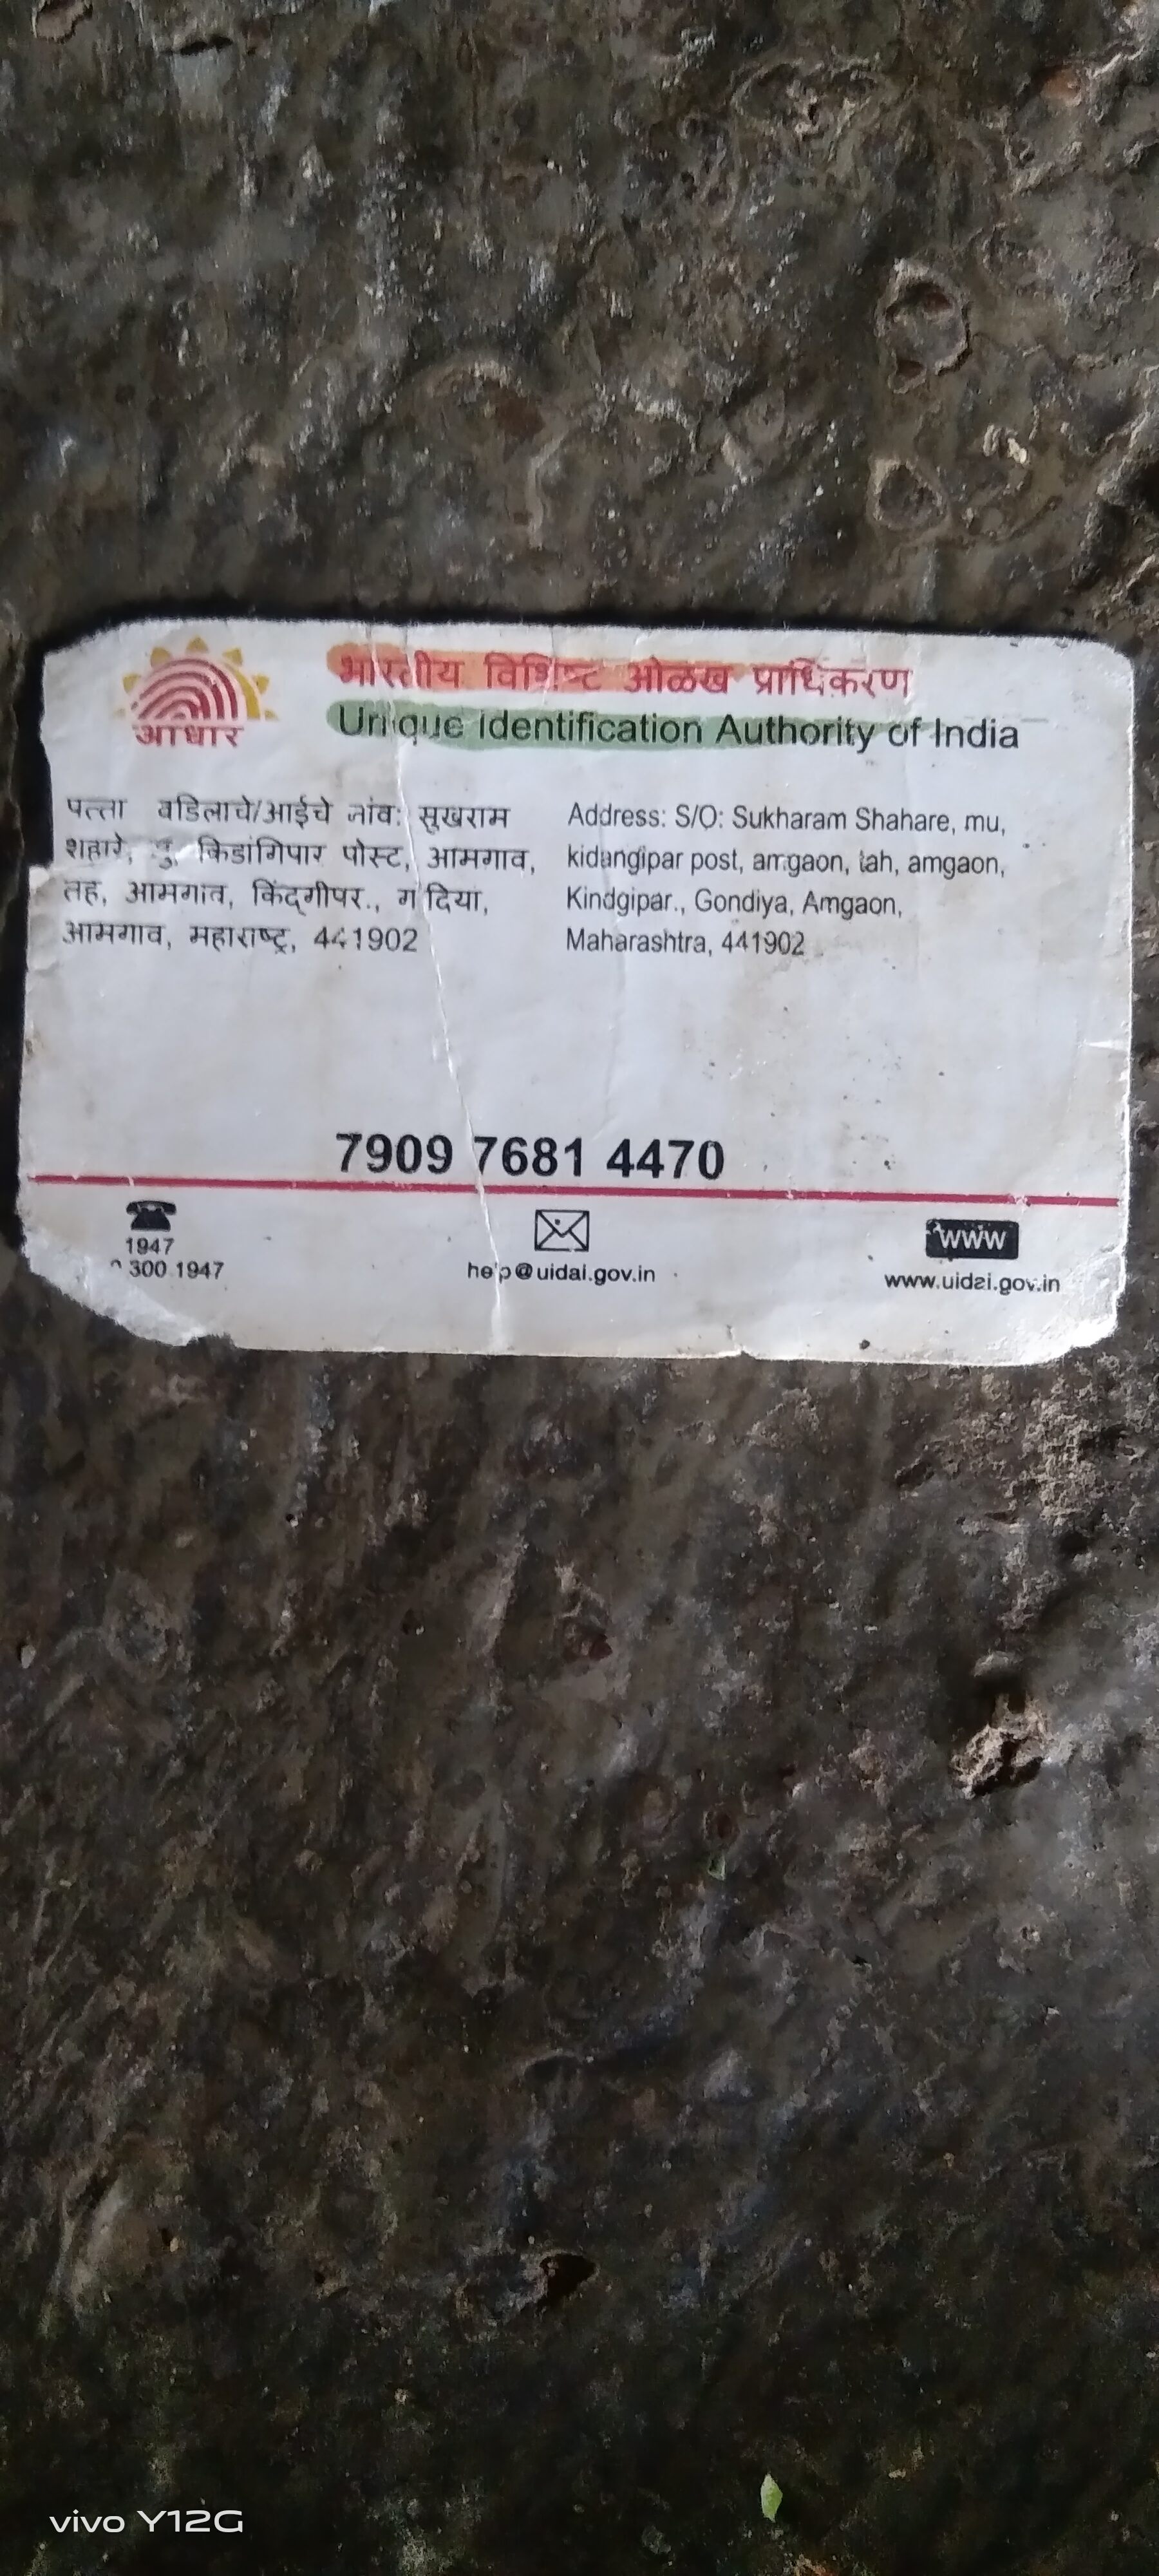 आधार
भारतीय विशिष्ट ओळख प्राधिकरण
Unique Identification Authority of India
पत्ता वडिलाचे/आईचे नांव: सुखराम
शहारे, मु, किडांगिपार पोस्ट, आमगाव,
तह, आमगाव, किंद्गीपर., गोंदिया,
आमगाव, महाराष्ट्र, 441902
Address: S/O: Sukharam Shahare, mu,
kidangipar post, amgaon, tah, amgaon,
Kindgipar., Gondiya, Amgaon,
Maharashtra, 441902
7909 7681 4470
1947
300 1947
help@uidai.gov.in
www
www.uidai.gov.in
vivo Y12G